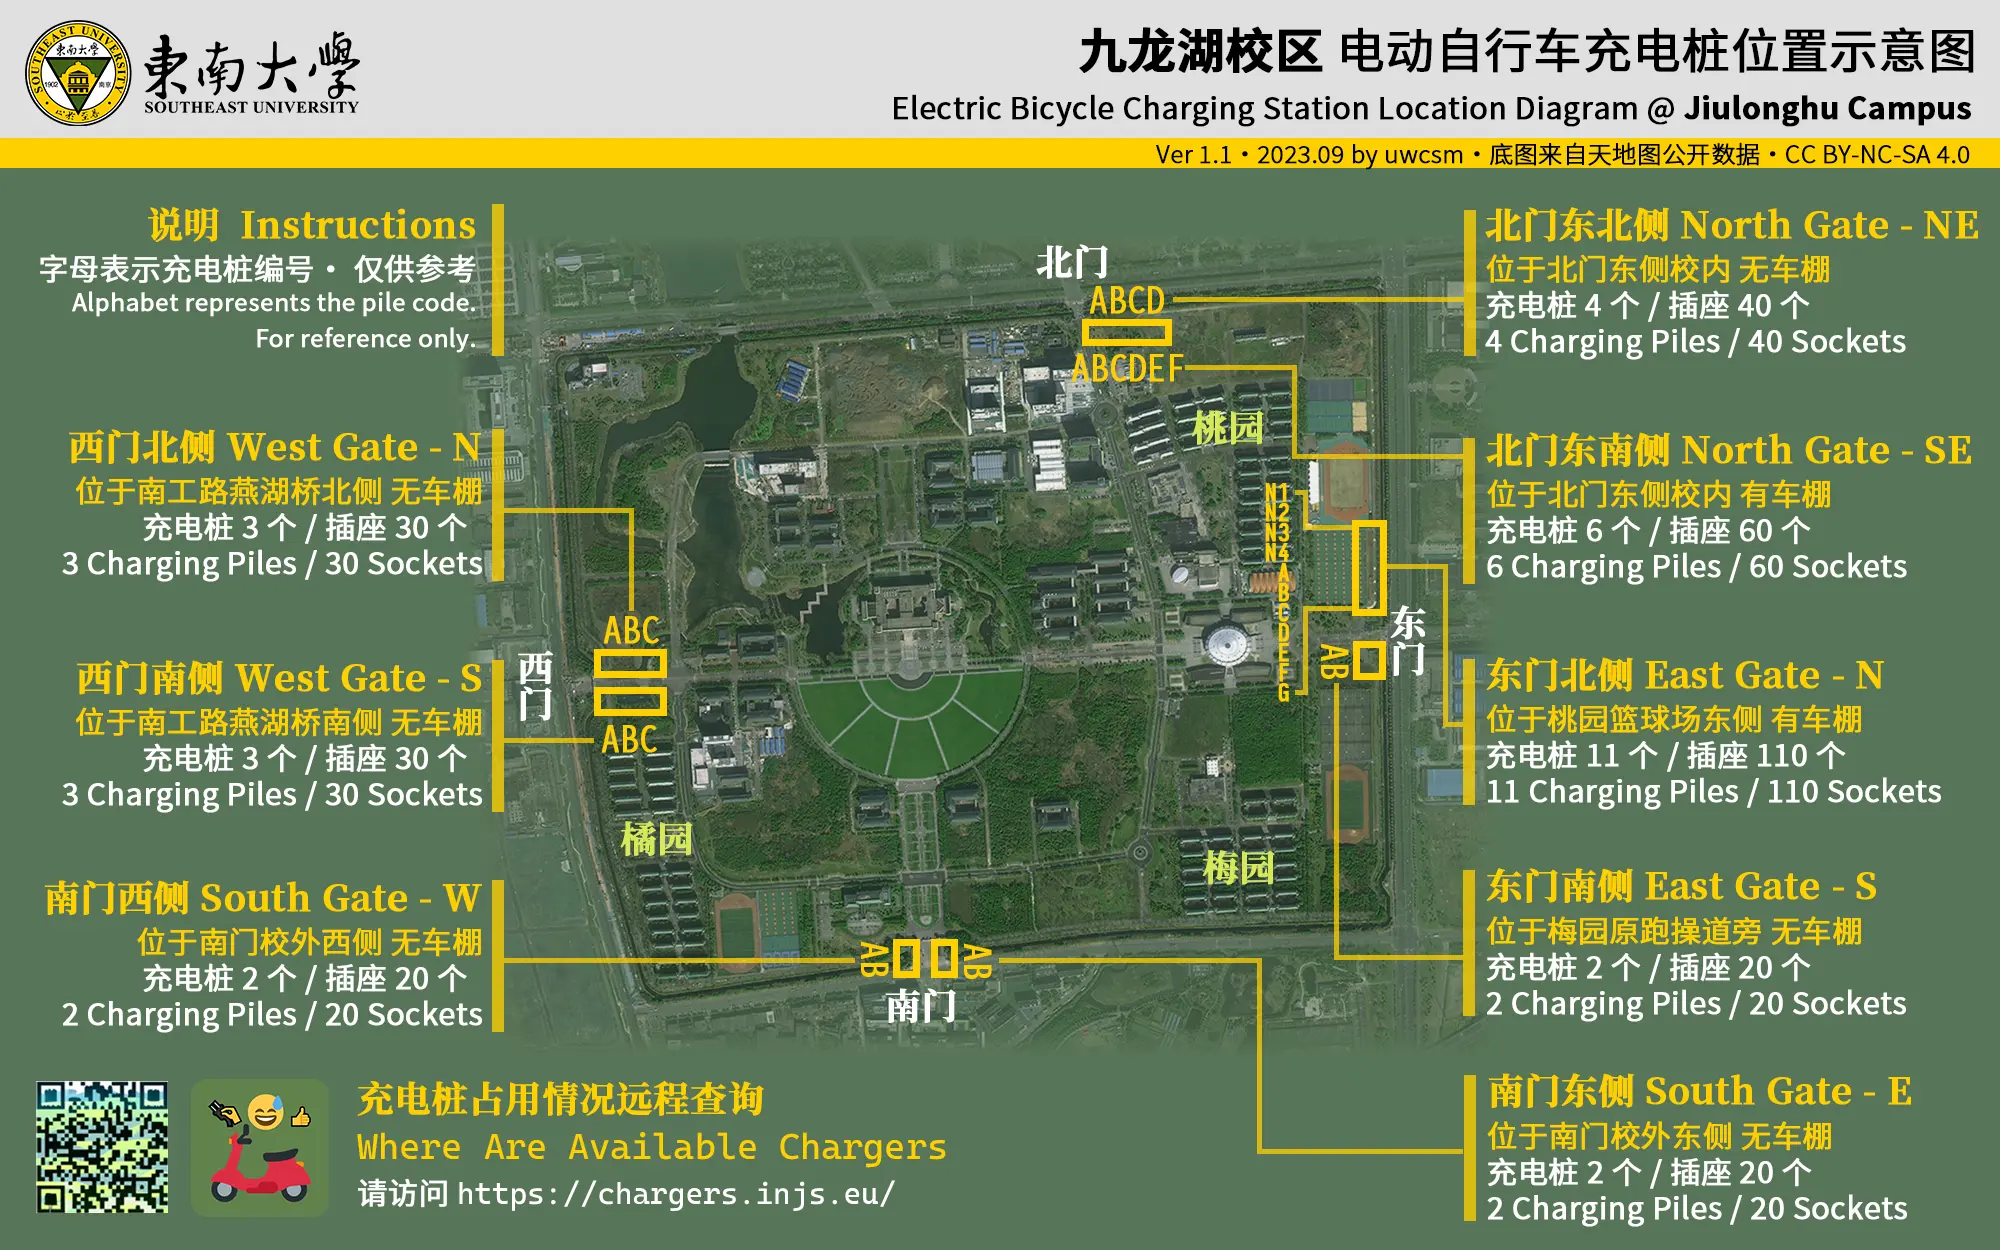 東南大學
SOUTHEAST UNIVERSITY
九龙湖校区 电动自行车充电桩位置示意图
Electric Bicycle Charging Station Location Diagram @ Jiulonghu Campus
Ver 1.1・2023.09 by uwcsm・底图来自天地图公开数据・CC BY-NC-SA 4.0
说明 Instructions
字母表示充电桩编号・ 仅供参考
Alphabet represents the pile code.
For reference only.
西门北侧 West Gate - N
位于南工路燕湖桥北侧 无车棚
充电桩 3 个 / 插座 30 个
3 Charging Piles / 30 Sockets
西门南侧 West Gate - S
位于南工路燕湖桥南侧 无车棚
充电桩 3 个 / 插座 30 个
3 Charging Piles / 30 Sockets
南门西侧 South Gate - W
位于南门校外西侧 无车棚
充电桩 2 个 / 插座 20 个
2 Charging Piles / 20 Sockets
北门
ABCD
ABCDEF
桃园
N1
N2
N3
N4
A
B
C
D
E
F
G
东门
AB
西门
ABC
ABC
橘园
梅园
AB
AB
南门
北门东北侧 North Gate - NE
位于北门东侧校内 无车棚
充电桩 4 个 / 插座 40 个
4 Charging Piles / 40 Sockets
北门东南侧 North Gate - SE
位于北门东侧校内 有车棚
充电桩 6 个 / 插座 60 个
6 Charging Piles / 60 Sockets
东门北侧 East Gate - N
位于桃园篮球场东侧 有车棚
充电桩 11 个 / 插座 110 个
11 Charging Piles / 110 Sockets
东门南侧 East Gate - S
位于梅园原跑操道旁 无车棚
充电桩 2 个 / 插座 20 个
2 Charging Piles / 20 Sockets
南门东侧 South Gate - E
位于南门校外东侧 无车棚
充电桩 2 个 / 插座 20 个
2 Charging Piles / 20 Sockets
充电桩占用情况远程查询
Where Are Available Chargers
请访问 https://chargers.injs.eu/